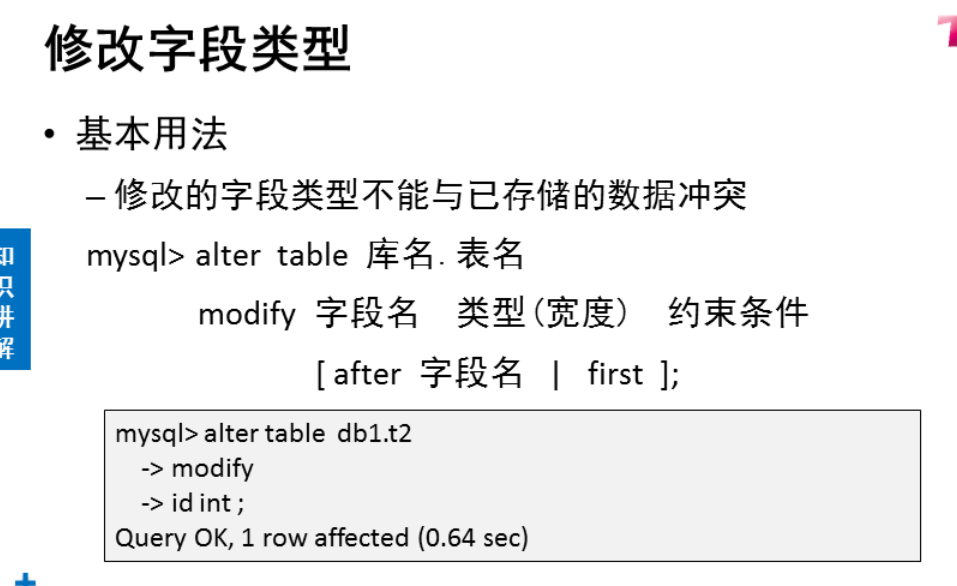 修改字段类型
• 基本用法
– 修改的字段类型不能与已存储的数据冲突
mysql> alter table 库名. 表名
modify 字段名 类型(宽度) 约束条件
[ after 字段名 | first ];
mysql> alter table db1.t2
-> modify
-> id int ;
Query OK, 1 row affected (0.64 sec)
知
识
讲
解